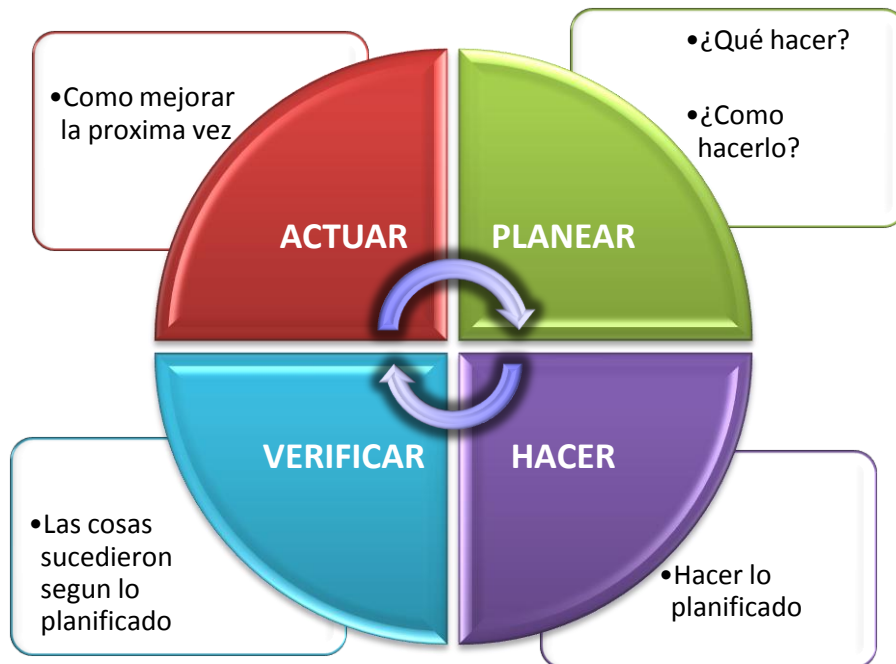 •Como mejorar
la proxima vez
•¿Qué hacer?
•¿Como
hacerlo?
ACTUAR
PLANEAR
VERIFICAR
HACER
•Las cosas
sucedieron
segun lo
planificado
•Hacer lo
planificado